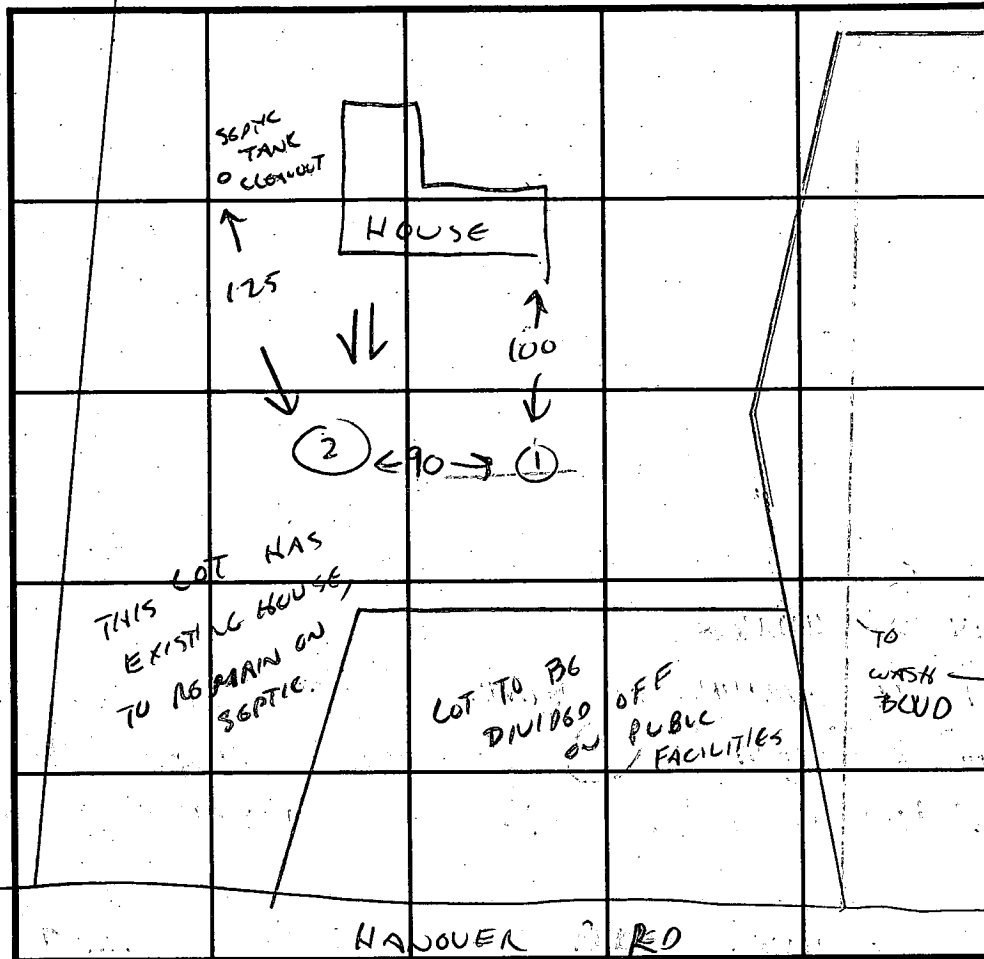 SEPTIC
TANK
CLEANOUT
HOUSE
125
100
2
90
1
THIS LOT HAS
EXISTING HOUSE,
TO REMAIN ON
SEPTIC.
LOT TO BE
DIVIDED OFF
ON PUBLIC
FACILITIES
TO
WASH
BLVD
HANOVER RD